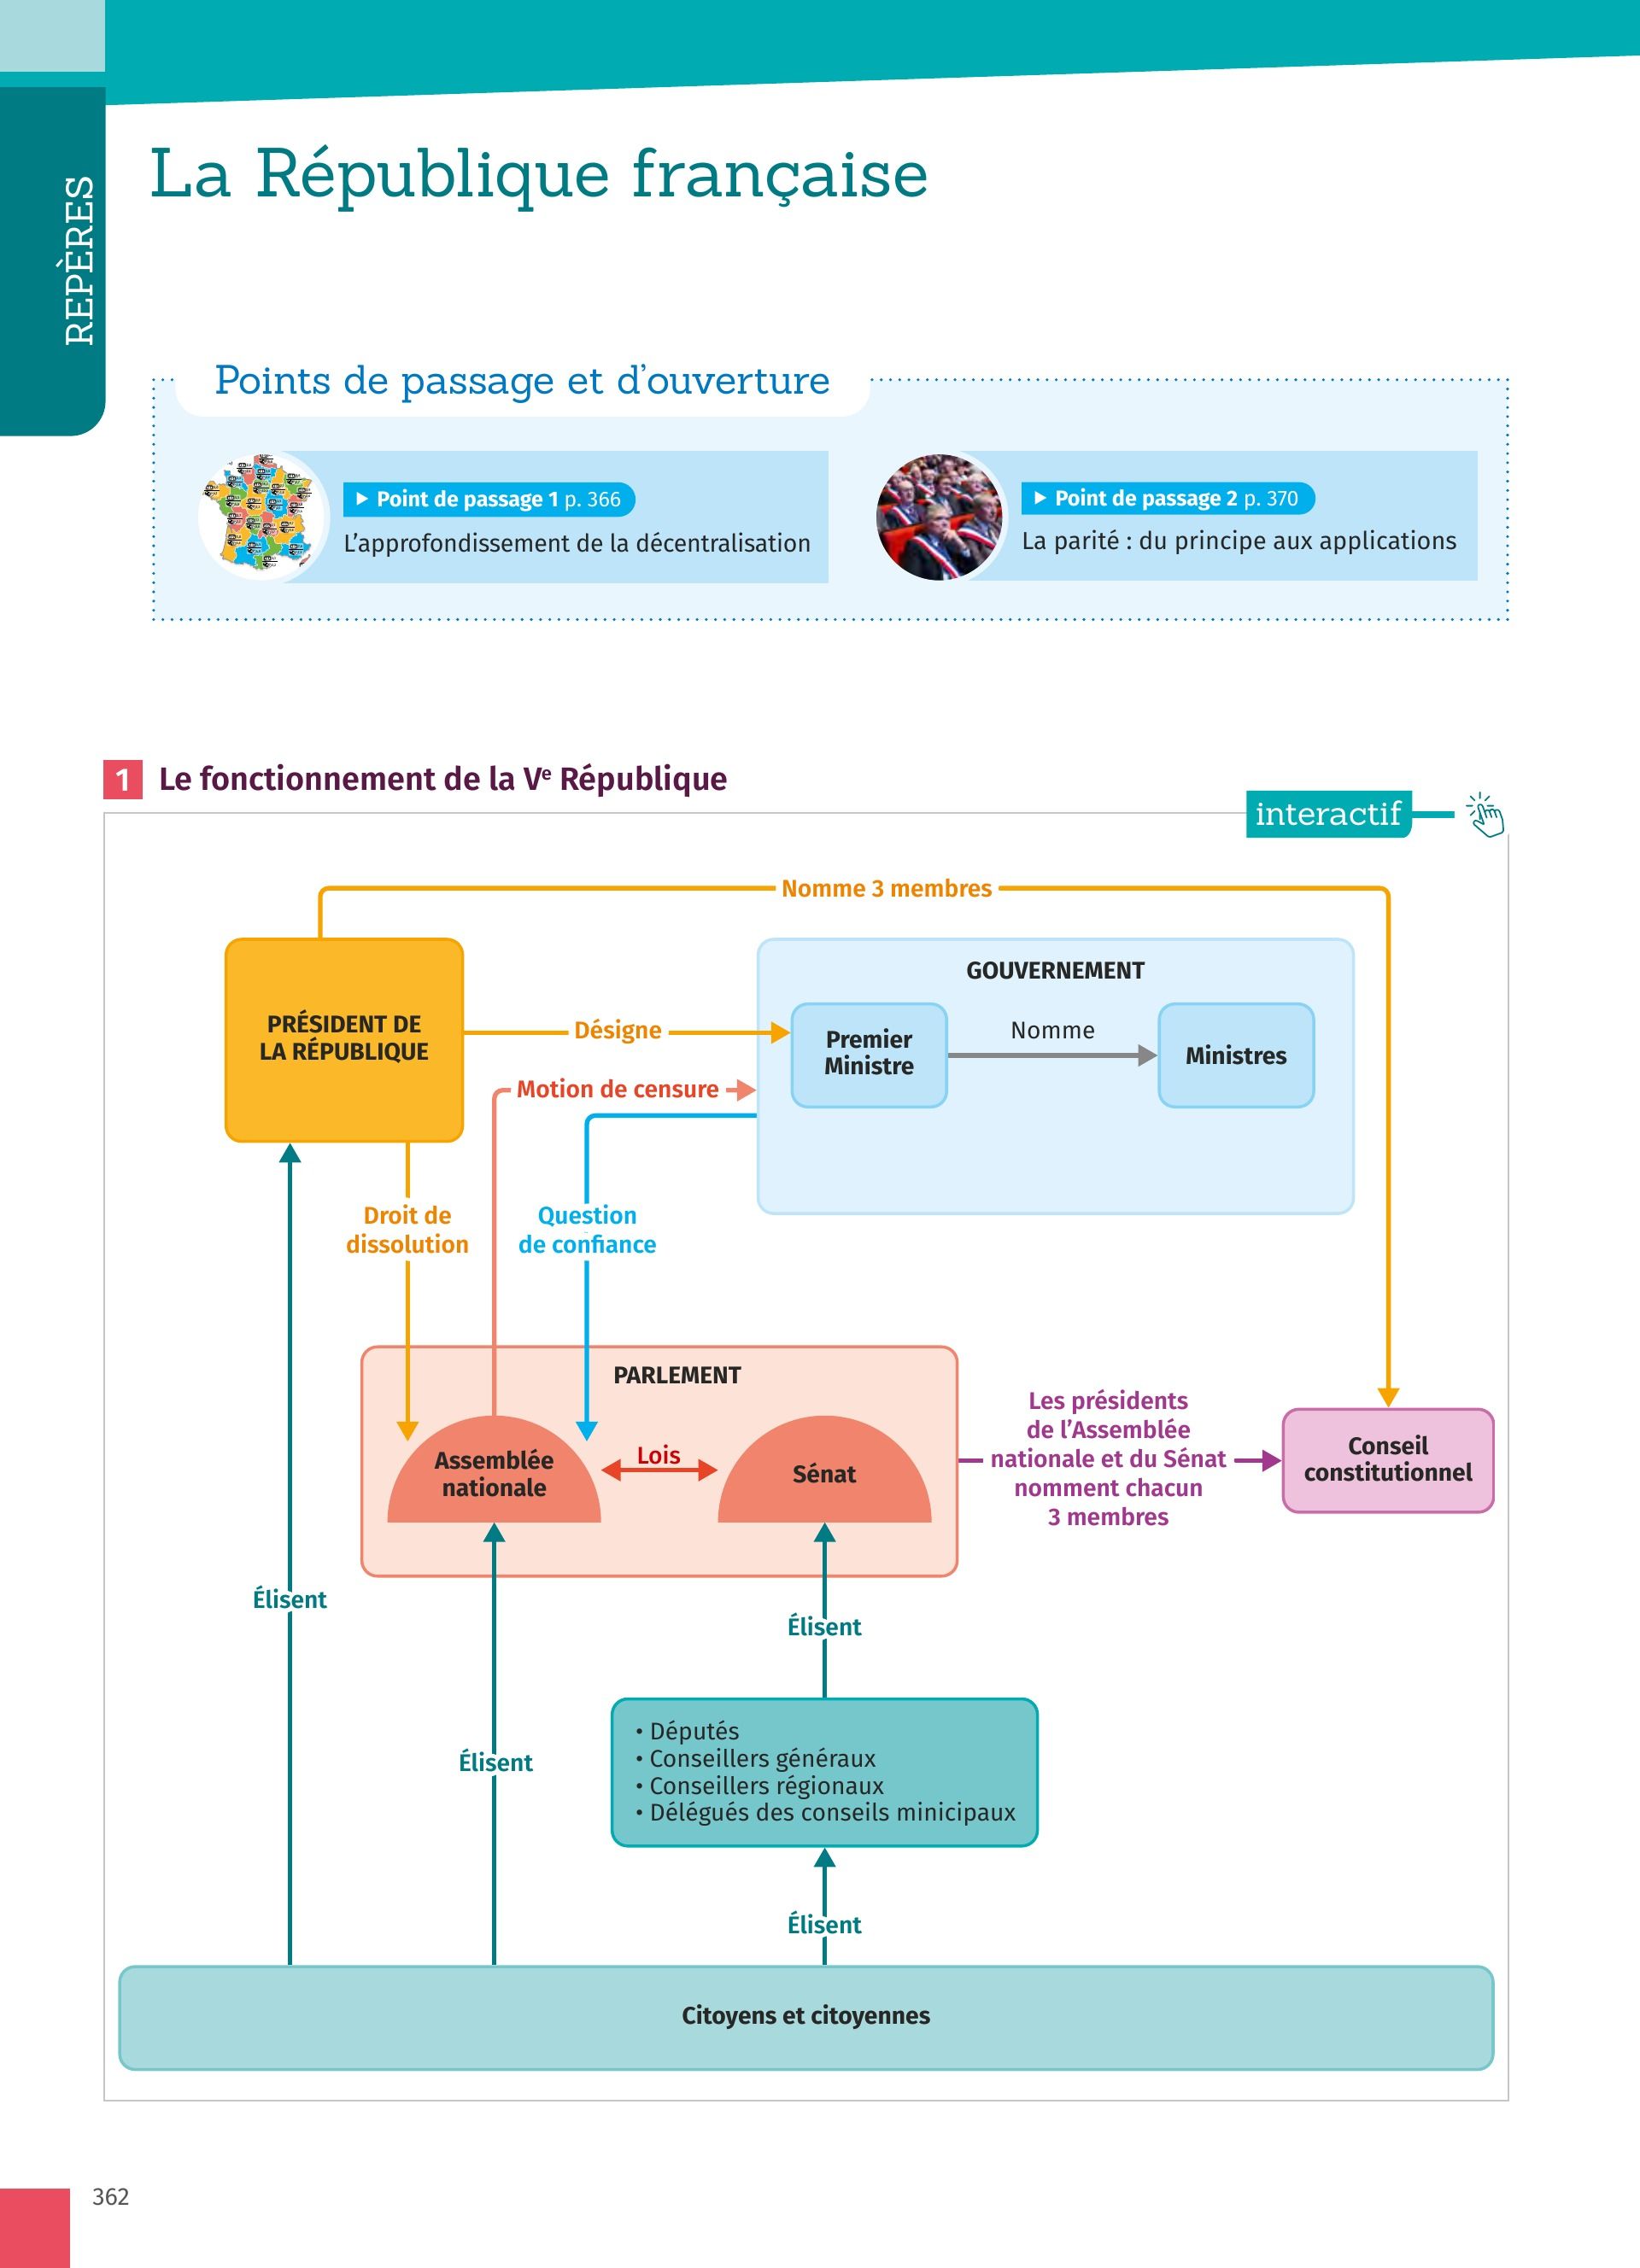 REPÈRES
La République française
Points de passage et d’ouverture
Point de passage 1 p. 366
L’approfondissement de la décentralisation
Point de passage 2 p. 370
La parité : du principe aux applications
1 Le fonctionnement de la Ve République
interactif
Nomme 3 membres
PRÉSIDENT DE
LA RÉPUBLIQUE
Désigne
GOUVERNEMENT
Premier
Ministre
Nomme
Ministres
Motion de censure
Droit de
dissolution
Question
de confiance
PARLEMENT
Assemblée
nationale
Lois
Sénat
Les présidents
de l’Assemblée
nationale et du Sénat
nomment chacun
3 membres
Conseil
constitutionnel
Élisent
Élisent
Élisent
• Députés
• Conseillers généraux
• Conseillers régionaux
• Délégués des conseils minicipaux
Élisent
Citoyens et citoyennes
362